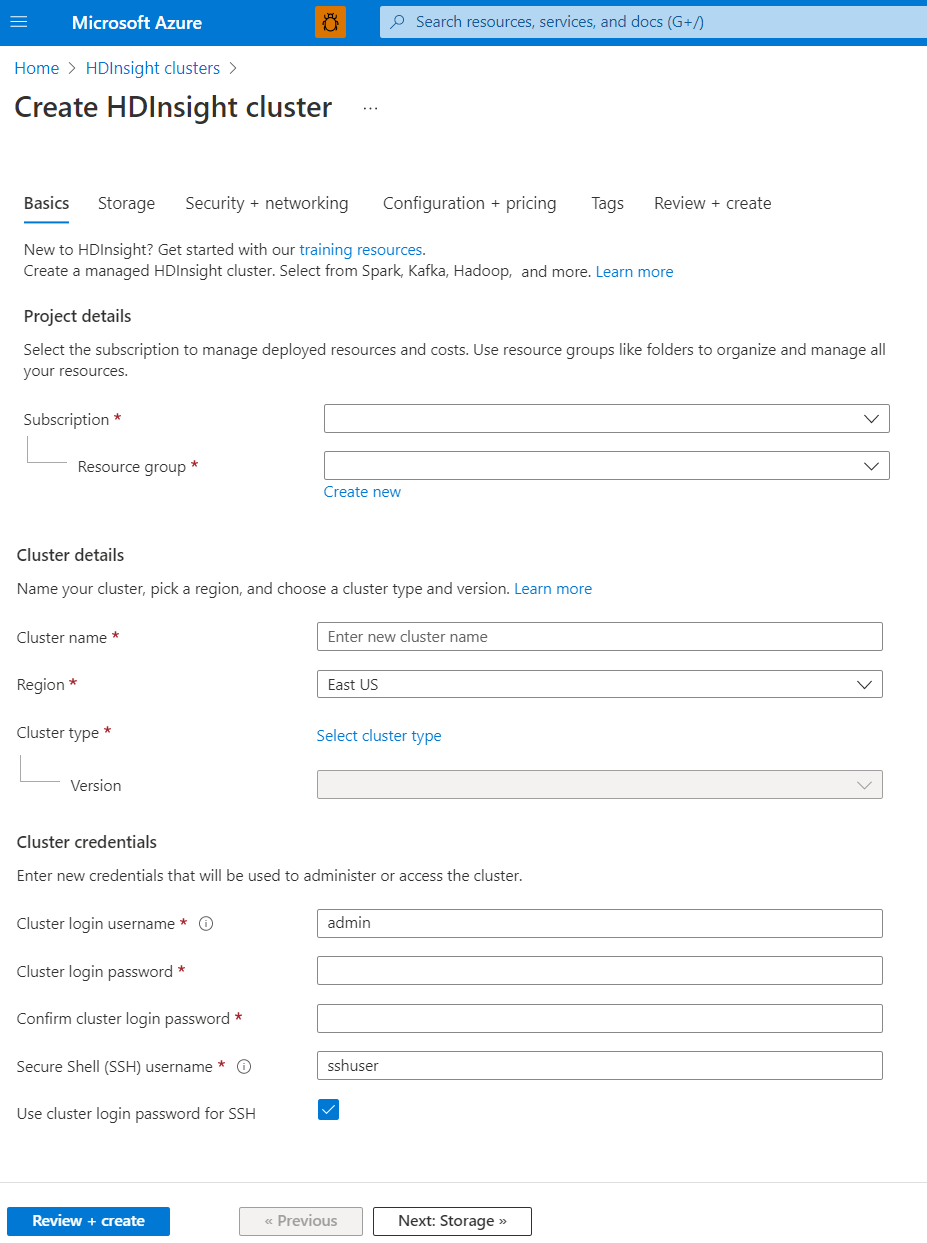 Microsoft Azure
Search resources, services, and docs (G+/)
Home > HDInsight clusters >
Create HDInsight cluster ...
Basics Storage Security + networking Configuration + pricing Tags Review + create
New to HDInsight? Get started with our training resources.
Create a managed HDInsight cluster. Select from Spark, Kafka, Hadoop, and more. Learn more
Project details
Select the subscription to manage deployed resources and costs. Use resource groups like folders to organize and manage all
your resources.
Subscription *
Resource group *
Create new
Cluster details
Name your cluster, pick a region, and choose a cluster type and version. Learn more
Cluster name * Enter new cluster name
Region * East US
Cluster type * Select cluster type
Version
Cluster credentials
Enter new credentials that will be used to administer or access the cluster.
Cluster login username * admin
Cluster login password *
Confirm cluster login password *
Secure Shell (SSH) username * sshuser
Use cluster login password for SSH
Review + create « Previous Next: Storage »